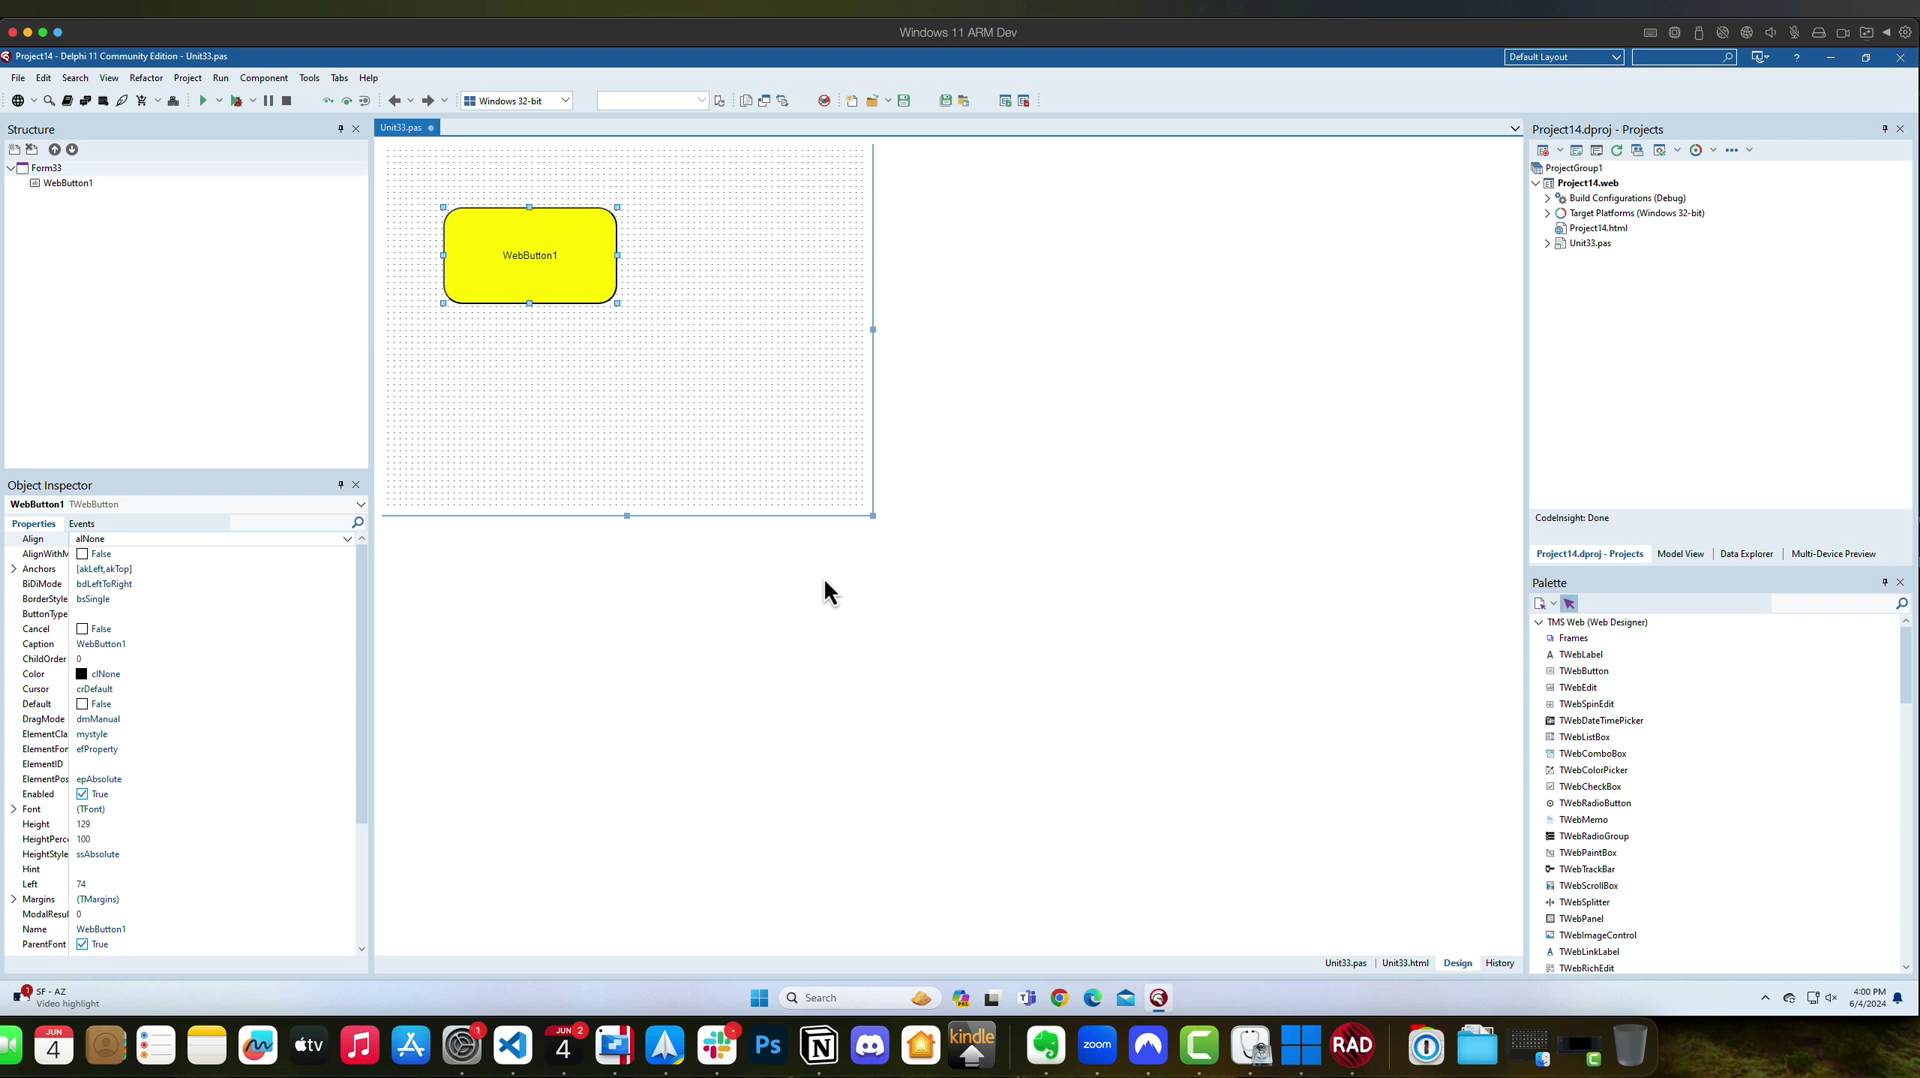 Windows 11 ARM Dev
Project14 - Delphi 11 Community Edition - Unit33.pas
Default Layout
File Edit Search View Refactor Project Run Component Tools Tabs Help
Windows 32-bit
Structure
Form33
WebButton1
Unit33.pas
WebButton1
Project14.dproj - Projects
ProjectGroup1
Project14.web
Build Configurations (Debug)
Target Platforms (Windows 32-bit)
Project14.html
Unit33.pas
CodeInsight: Done
Project14.dproj - Projects Model View Data Explorer Multi-Device Preview
Object Inspector
WebButton1 TWebButton
Properties Events
Align alNone
AlignWithM False
Anchors [akLeft,akTop]
BiDiMode bdLeftToRight
BorderStyle bsSingle
ButtonType
Cancel False
Caption WebButton1
ChildOrder 0
Color clNone
Cursor crDefault
Default False
DragMode dmManual
ElementCla mystyle
ElementFon efProperty
ElementID
ElementPos epAbsolute
Enabled True
Font (TFont)
Height 129
HeightPerc 100
HeightStyle ssAbsolute
Hint
Left 74
Margins (TMargins)
ModalResul 0
Name WebButton1
ParentFont True
Palette
TMS Web (Web Designer)
Frames
TWebLabel
TWebButton
TWebEdit
TWebSpinEdit
TWebDateTimePicker
TWebListBox
TWebComboBox
TWebColorPicker
TWebCheckBox
TWebRadioButton
TWebMemo
TWebRadioGroup
TWebPaintBox
TWebTrackBar
TWebScrollBox
TWebSplitter
TWebPanel
TWebImageControl
TWebLinkLabel
TWebRichEdit
Unit33.pas Unit33.html Design History
1
SF - AZ
Video highlight
Search
PRE
4:00 PM
6/4/2024
JUN
4
tv
1
JUN 2
4
Ps
kindle
zoom
RAD